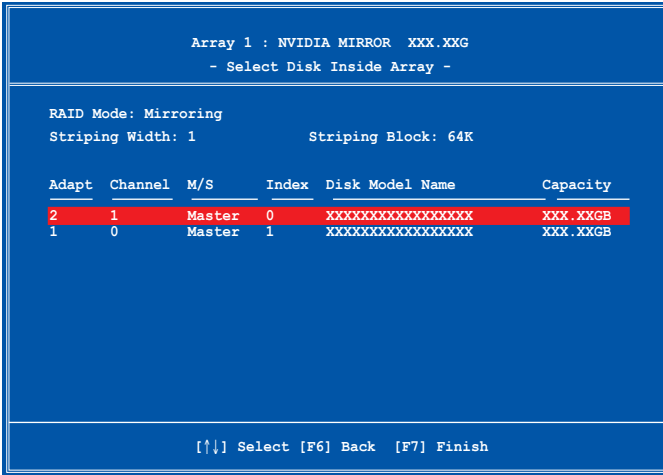 Array 1 : NVIDIA MIRROR XXX.XXG
- Select Disk Inside Array -
RAID Mode: Mirroring
Striping Width: 1 Striping Block: 64K
Adapt Channel M/S Index Disk Model Name Capacity
2 1 Master 0 XXXXXXXXXXXXXXXXX XXX.XXGB
1 0 Master 1 XXXXXXXXXXXXXXXXX XXX.XXGB
[↑↓] Select [F6] Back [F7] Finish